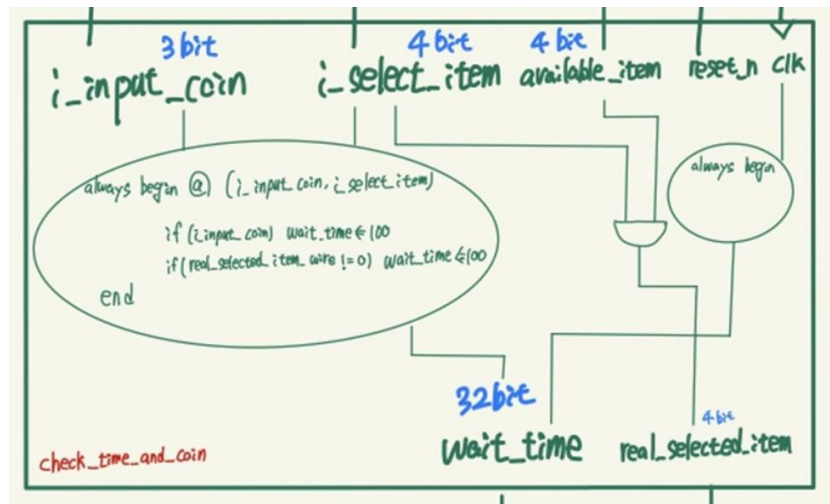 3bit
4bit
4bit
i_input_coin
i_select_item
available_item
reset_n
clk
always begin @ (i_input_coin, i_select_item)
if (i_input_coin) wait_time <= 100
if (real_selected_item_wire != 0) wait_time <= 100
end
always begin
32bit
wait_time
4bit
real_selected_item
check_time_and_coin